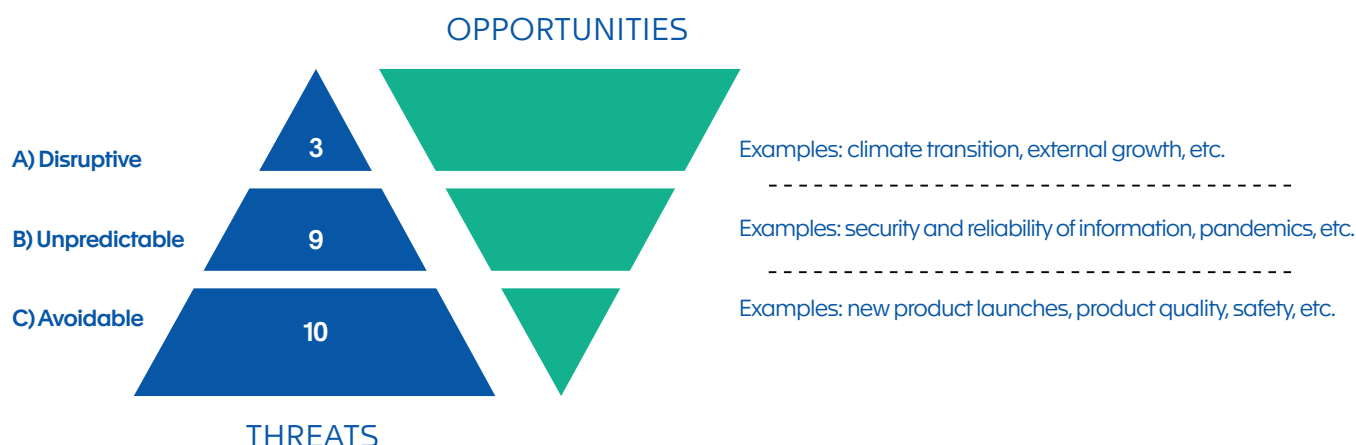 OPPORTUNITIES
A) Disruptive
3
Examples: climate transition, external growth, etc.
B) Unpredictable
9
Examples: security and reliability of information, pandemics, etc.
C) Avoidable
10
Examples: new product launches, product quality, safety, etc.
THREATS